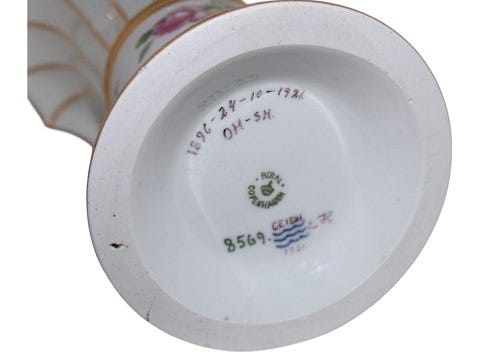 1896-24-10-1921.
OH-SH.
ROYAL
COPENHAGEN
8569.
1921.